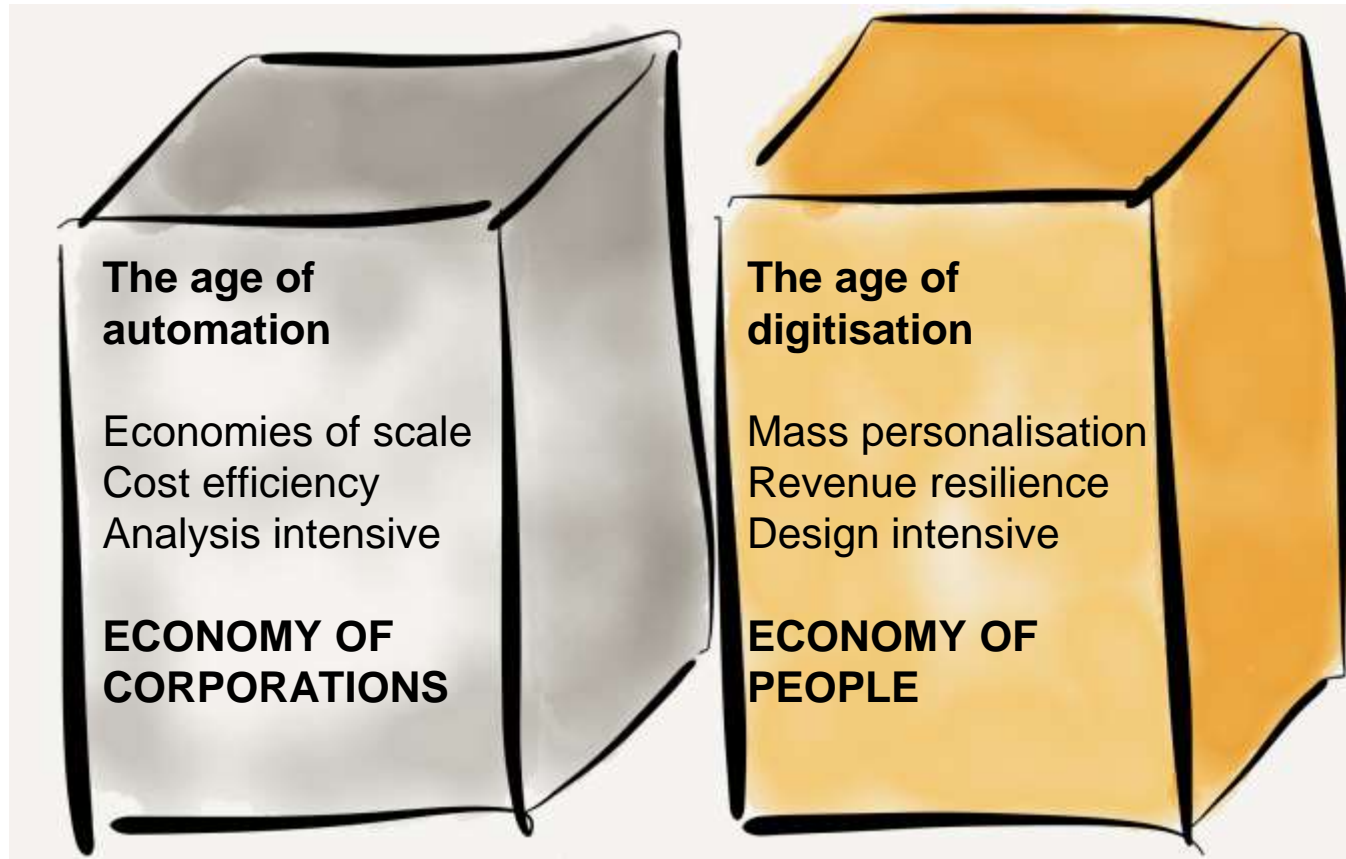 The age of
automation
Economies of scale
Cost efficiency
Analysis intensive
ECONOMY OF
CORPORATIONS
The age of
digitisation
Mass personalisation
Revenue resilience
Design intensive
ECONOMY OF
PEOPLE